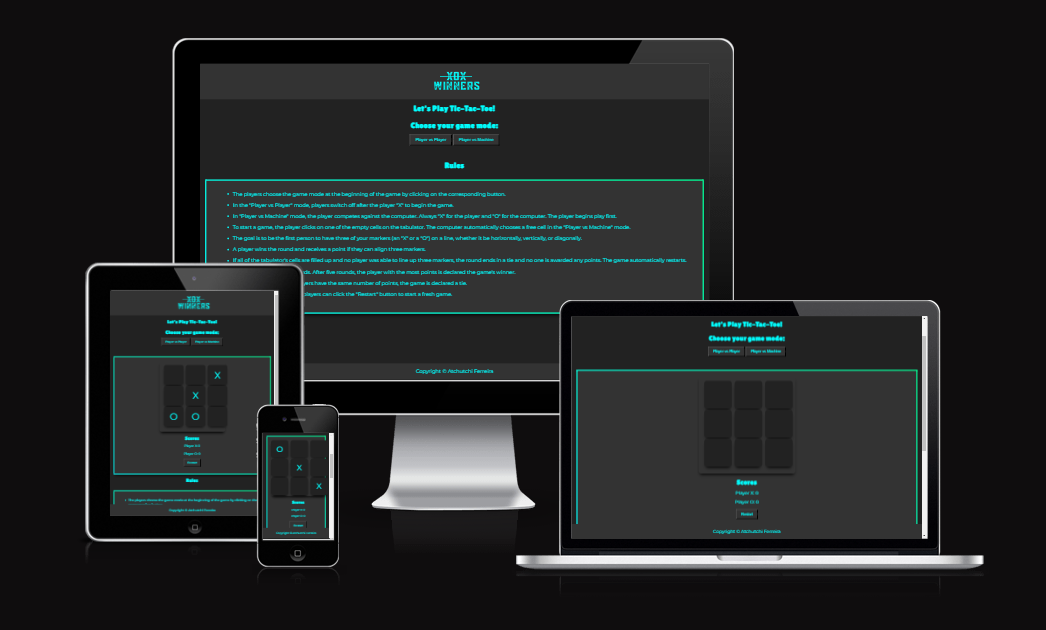 XOX
WINNERS
Let's Play Tic-Tac-Toe!
Choose your game mode:
Player vs Player Player vs Machine
Rules
The players choose the game mode at the beginning of the game by clicking on the corresponding button.
In the "Player vs Player" mode, players switch off after the player "X" to begin the game.
In "Player vs Machine" mode, the player competes against the computer. Always "X" for the player and "O" for the computer. The player begins play first.
To start a game, the player clicks on one of the empty cells on the tabulator. The computer automatically chooses a free cell in the "Player vs Machine" mode.
The goal is to be the first person to have three of your markers (an "X" or a "O") on a line, whether it be horizontally, vertically, or diagonally.
A player wins the round and receives a point if they can align three markers.
If all of the tabulator's cells are filled up and no player was able to line up three markers, the round ends in a tie and no one is awarded any points. The game automatically restarts.
After five rounds, the player with the most points is declared the game's winner.
have the same number of points, the game is declared a tie.
players can click the "Restart" button to start a fresh game.
Copyright © Atchutchi Ferreira
XOX
WINNERS
Let's Play Tic-Tac-Toe!
Choose your game mode:
Player vs Player Player vs Machine
X
X
O O
Scores
Player X: 0
Player O: 0
Restart
Rules
Copyright © Atchutchi Ferreira
O
X
X
Scores
Copyright © Atchutchi Ferreira
Let's Play Tic-Tac-Toe!
Choose your game mode:
Player vs Player Player vs Machine
Scores
Player X: 0
Player O: 0
Restart
Copyright © Atchutchi Ferreira